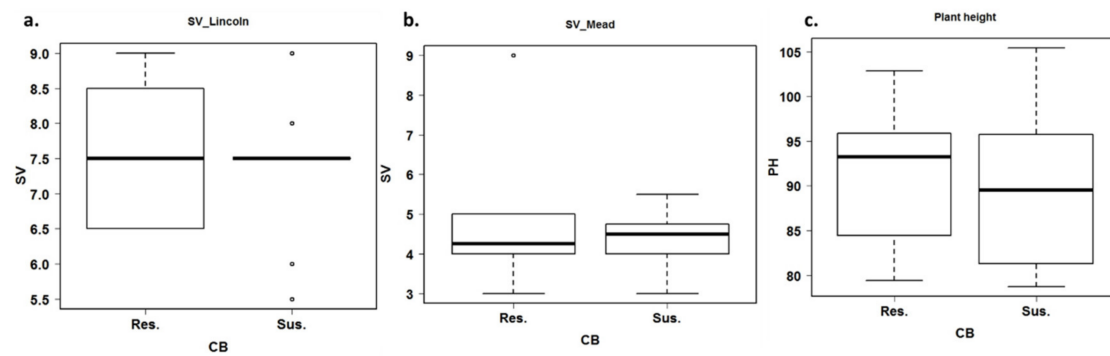 a.
SV_Lincoln
9.0
8.5
8.0
7.5
7.0
6.5
6.0
5.5
SV
Res.
Sus.
CB
b.
SV_Mead
9
8
7
6
5
4
3
SV
Res.
Sus.
CB
c.
Plant height
105
100
95
90
85
80
PH
Res.
Sus.
CB